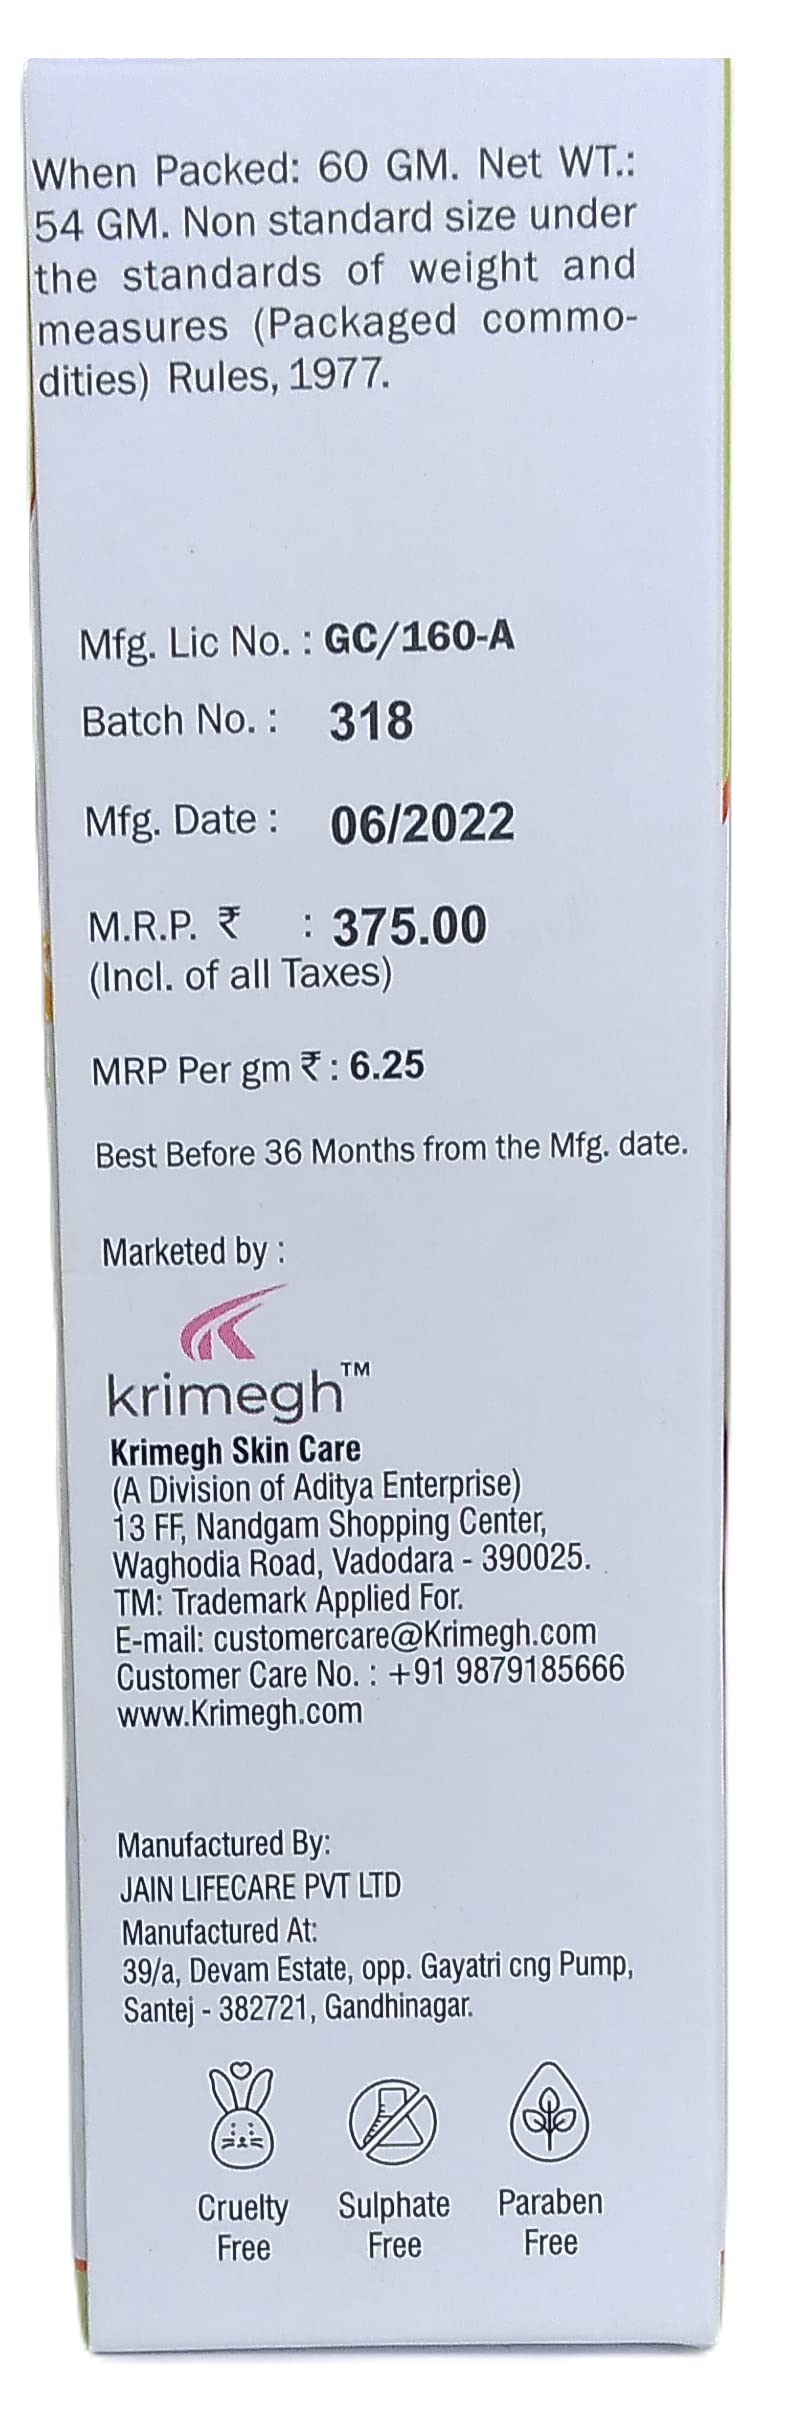 When Packed: 60 GM. Net WT.:
54 GM. Non standard size under
the standards of weight and
measures (Packaged commo-
dities) Rules, 1977.
Mfg. Lic No. : GC/160-A
Batch No. : 318
Mfg. Date : 06/2022
M.R.P. ₹ : 375.00
(Incl. of all Taxes)
MRP Per gm ₹ : 6.25
Best Before 36 Months from the Mfg. date.
Marketed by :
krimegh™
Krimegh Skin Care
(A Division of Aditya Enterprise)
13 FF, Nandgam Shopping Center,
Waghodia Road, Vadodara - 390025.
TM: Trademark Applied For.
E-mail: customercare@Krimegh.com
Customer Care No. : +91 9879185666
www.Krimegh.com
Manufactured By:
JAIN LIFECARE PVT LTD
Manufactured At:
39/a, Devam Estate, opp. Gayatri cng Pump,
Santej - 382721, Gandhinagar.
Cruelty Free
Sulphate Free
Paraben Free